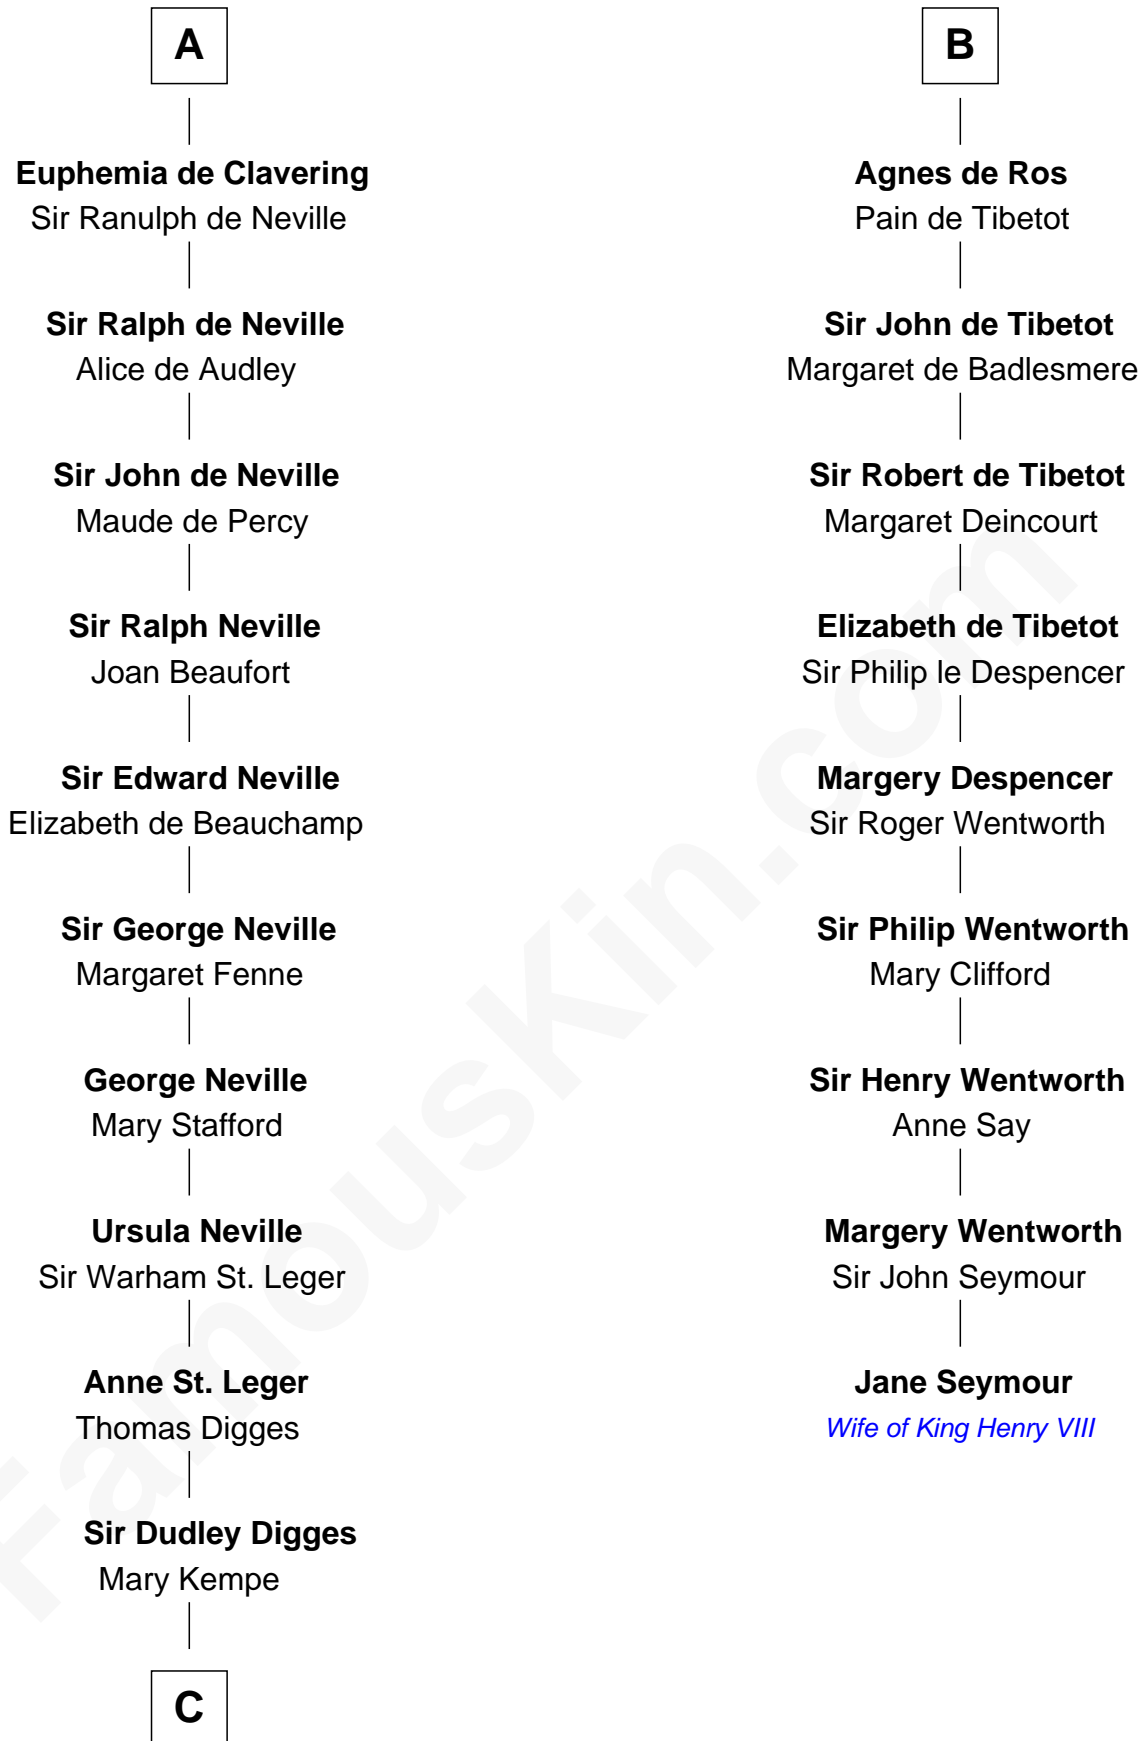 A
Euphemia de Clavering
Sir Ranulph de Neville
Sir Ralph de Neville
Alice de Audley
Sir John de Neville
Maude de Percy
Sir Ralph Neville
Joan Beaufort
Sir Edward Neville
Elizabeth de Beauchamp
Sir George Neville
Margaret Fenne
George Neville
Mary Stafford
Ursula Neville
Sir Warham St. Leger
Anne St. Leger
Thomas Digges
Sir Dudley Digges
Mary Kempe
C
B
Agnes de Ros
Pain de Tibetot
Sir John de Tibetot
Margaret de Badlesmere
Sir Robert de Tibetot
Margaret Deincourt
Elizabeth de Tibetot
Sir Philip le Despencer
Margery Despencer
Sir Roger Wentworth
Sir Philip Wentworth
Mary Clifford
Sir Henry Wentworth
Anne Say
Margery Wentworth
Sir John Seymour
Jane Seymour
Wife of King Henry VIII
FamousKin.com